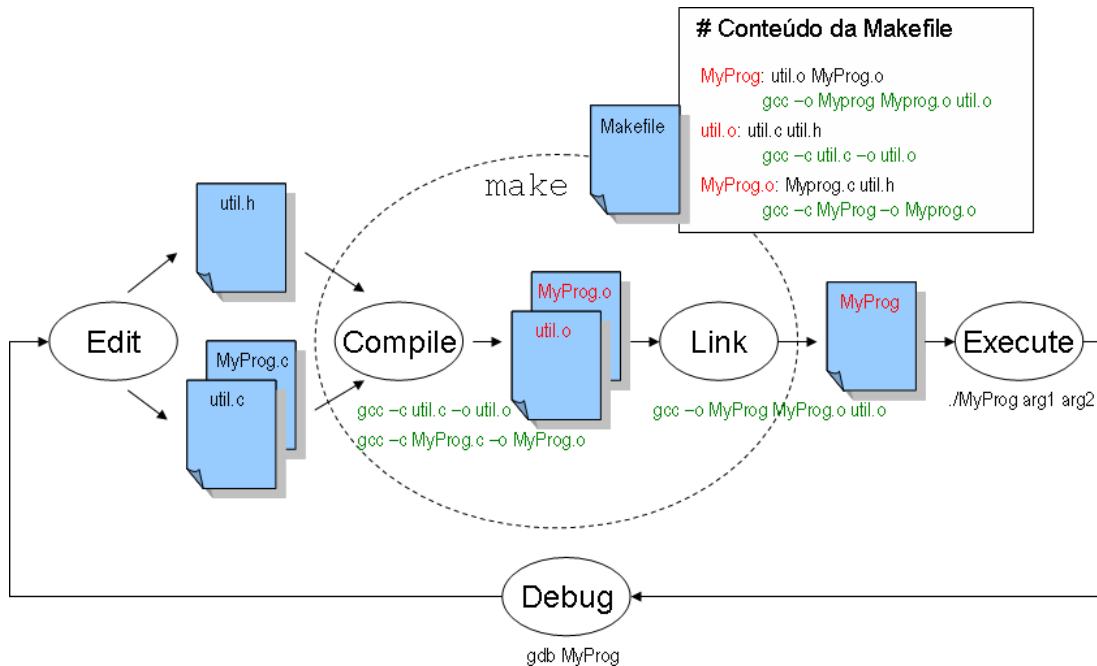 # Conteúdo da Makefile
MyProg: util.o MyProg.o
gcc –o Myprog Myprog.o util.o
util.o: util.c util.h
gcc –c util.c –o util.o
MyProg.o: Myprog.c util.h
gcc –c MyProg –o Myprog.o
Makefile
make
util.h
Edit
MyProg.c
util.c
Compile
gcc –c util.c –o util.o
gcc –c MyProg.c –o MyProg.o
MyProg.o
util.o
Link
gcc –o MyProg MyProg.o util.o
MyProg
Execute
./MyProg arg1 arg2
Debug
gdb MyProg